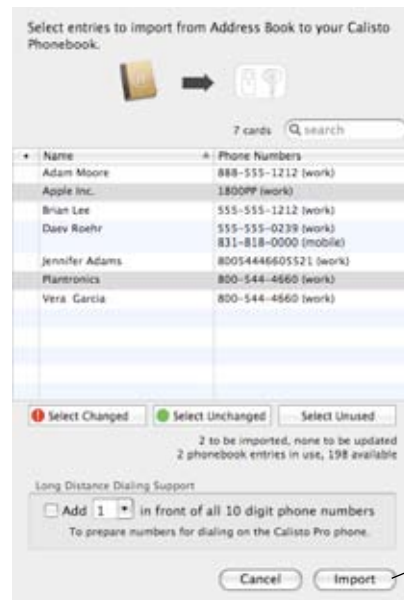 Select entries to import from Address Book to your Calisto
Phonebook.
7 cards search
Name Phone Numbers
Adam Moore 888-555-1212 (work)
Apple Inc. 1800PP (work)
Brian Lee 555-555-1212 (work)
Daev Roehr 555-555-0239 (work)
831-818-0000 (mobile)
Jennifer Adams 80054446605521 (work)
Plantronics 800-544-4660 (work)
Vera Garcia 800-544-4660 (work)
Select Changed Select Unchanged Select Unused
2 to be imported, none to be updated
2 phonebook entries in use, 198 available
Long Distance Dialing Support
Add 1 in front of all 10 digit phone numbers
To prepare numbers for dialing on the Calisto Pro phone.
Cancel Import